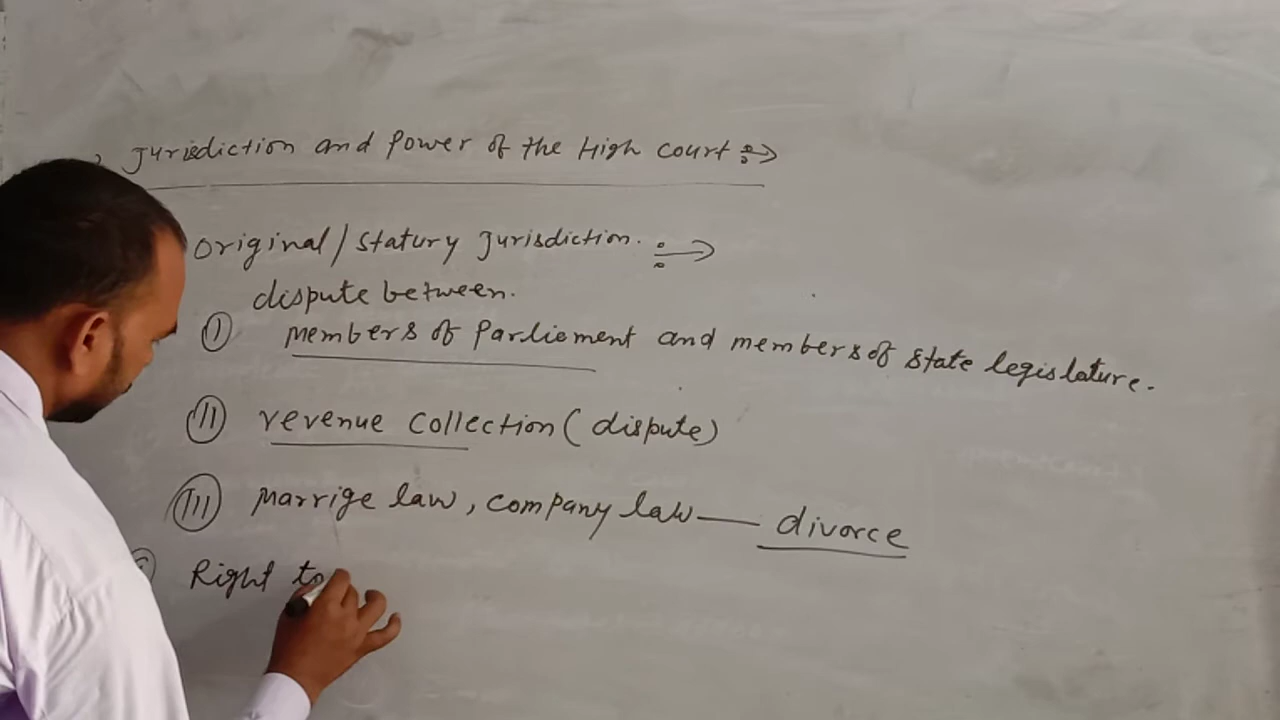 Jurisdiction and Power of the High court
Original/Statury Jurisdiction.
dispute between.
(I) members of Parliement and members of state legislature.
(II) revenue collection (dispute)
(III) Marrige law, company law — divorce
Right to